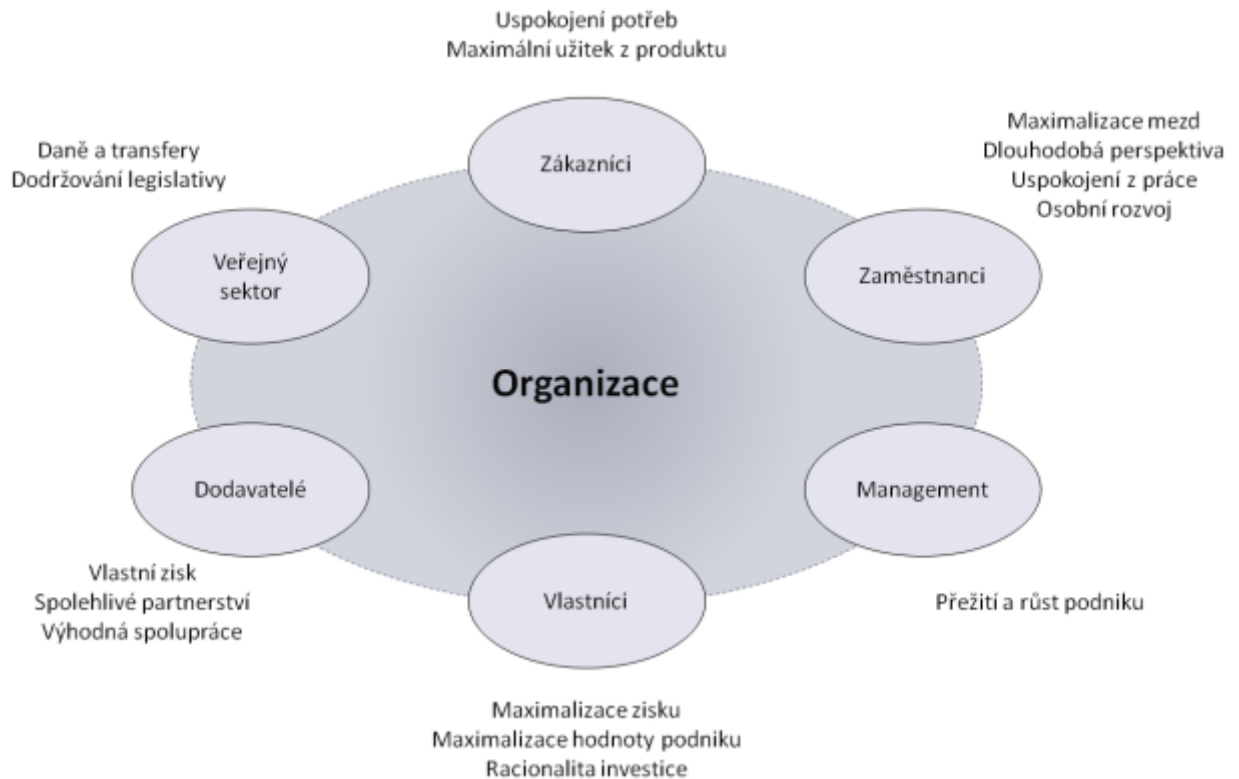 Uspokojení potřeb
Maximální užitek z produktu
Zákazníci
Maximalizace mezd
Dlouhodobá perspektiva
Uspokojení z práce
Osobní rozvoj
Zaměstnanci
Daně a transfery
Dodržování legislativy
Veřejný
sektor
Organizace
Dodavatelé
Vlastní zisk
Spolehlivé partnerství
Výhodná spolupráce
Management
Přežití a růst podniku
Vlastníci
Maximalizace zisku
Maximalizace hodnoty podniku
Racionalita investice